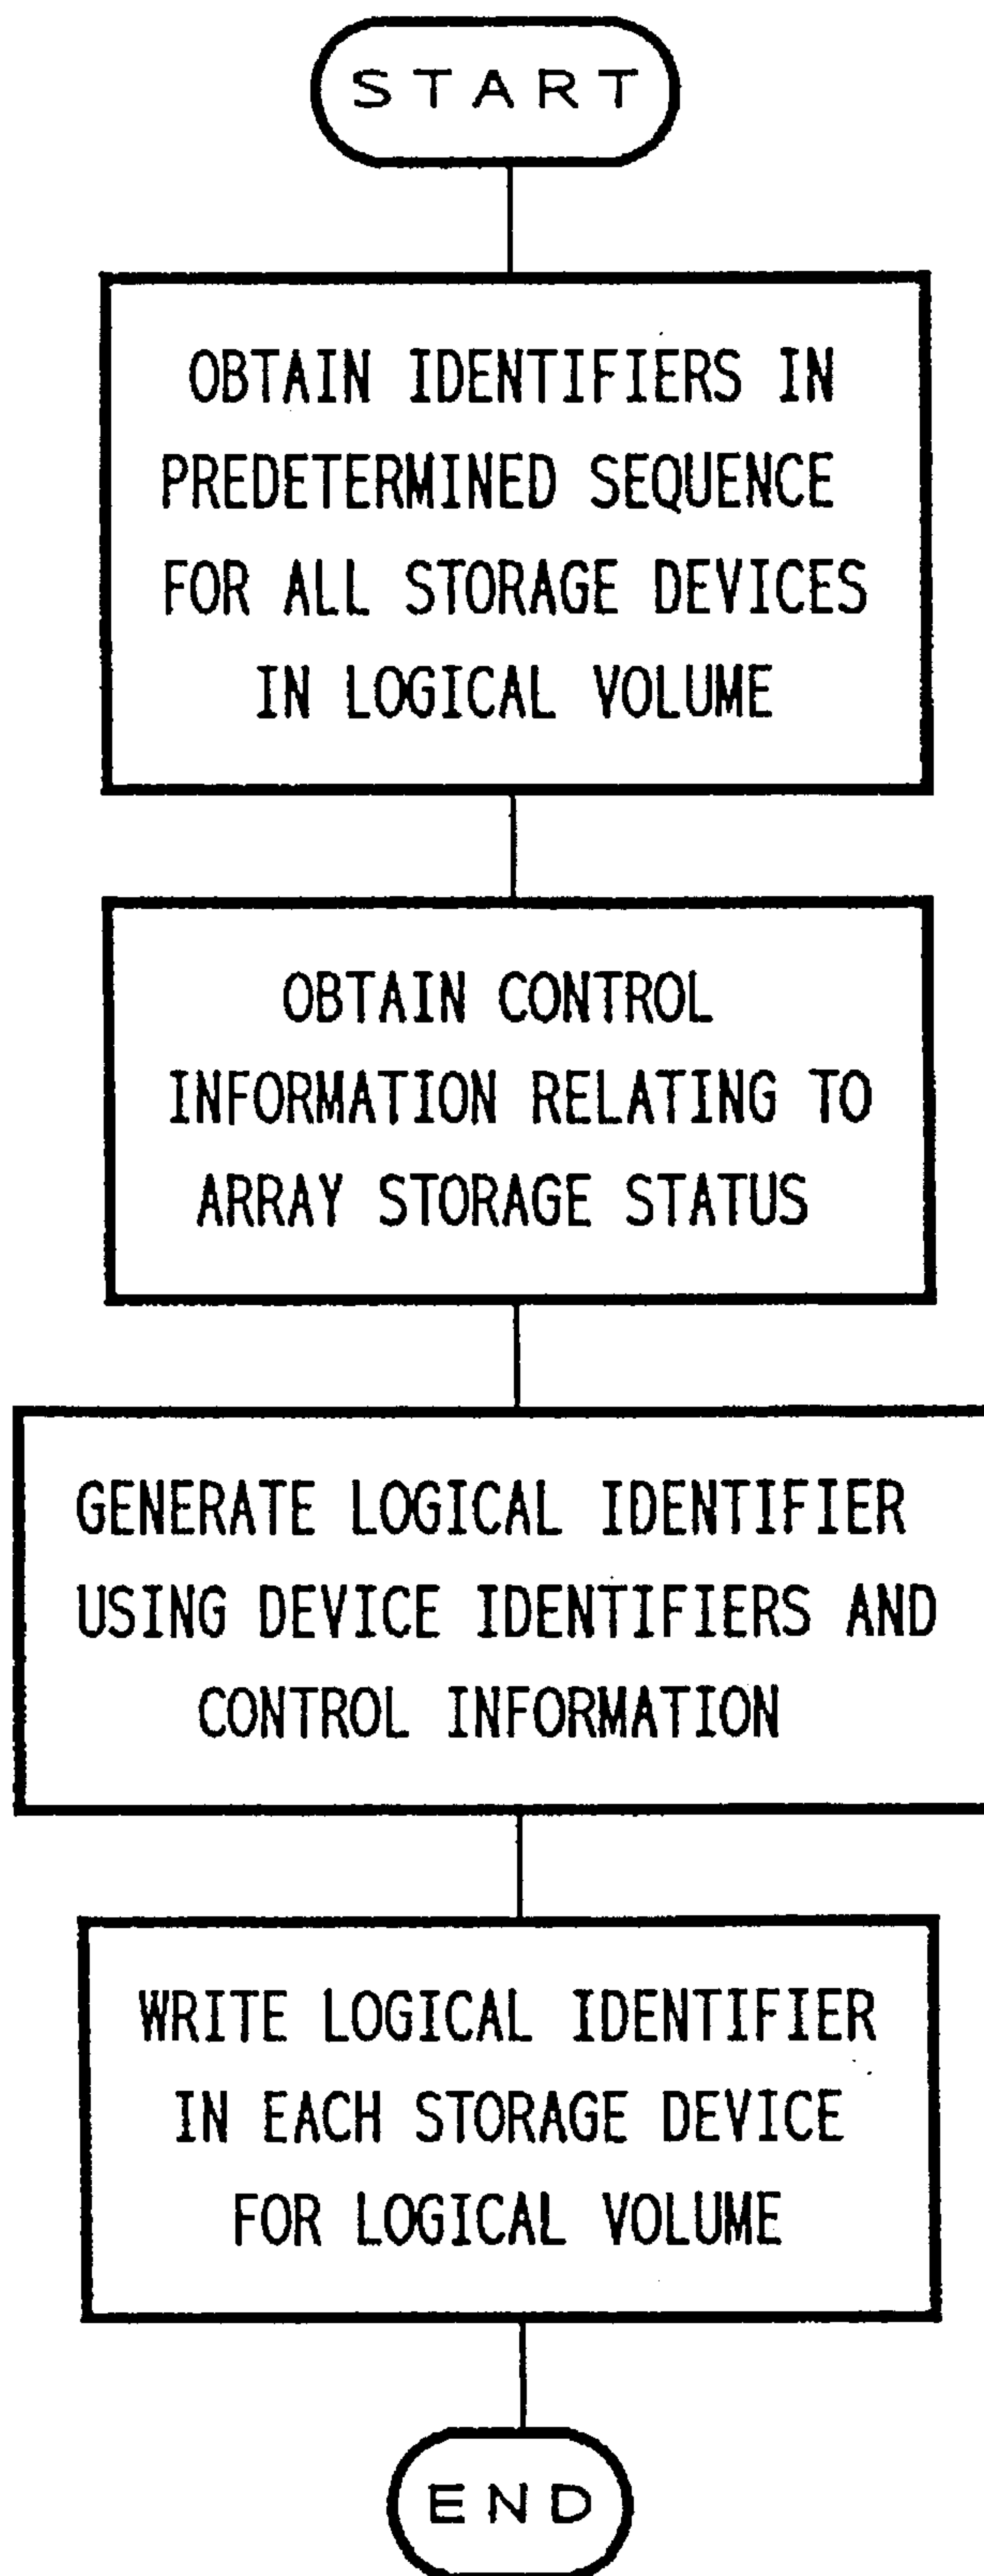 START
OBTAIN IDENTIFIERS IN
PREDETERMINED SEQUENCE
FOR ALL STORAGE DEVICES
IN LOGICAL VOLUME
OBTAIN CONTROL
INFORMATION RELATING TO
ARRAY STORAGE STATUS
GENERATE LOGICAL IDENTIFIER
USING DEVICE IDENTIFIERS AND
CONTROL INFORMATION
WRITE LOGICAL IDENTIFIER
IN EACH STORAGE DEVICE
FOR LOGICAL VOLUME
END